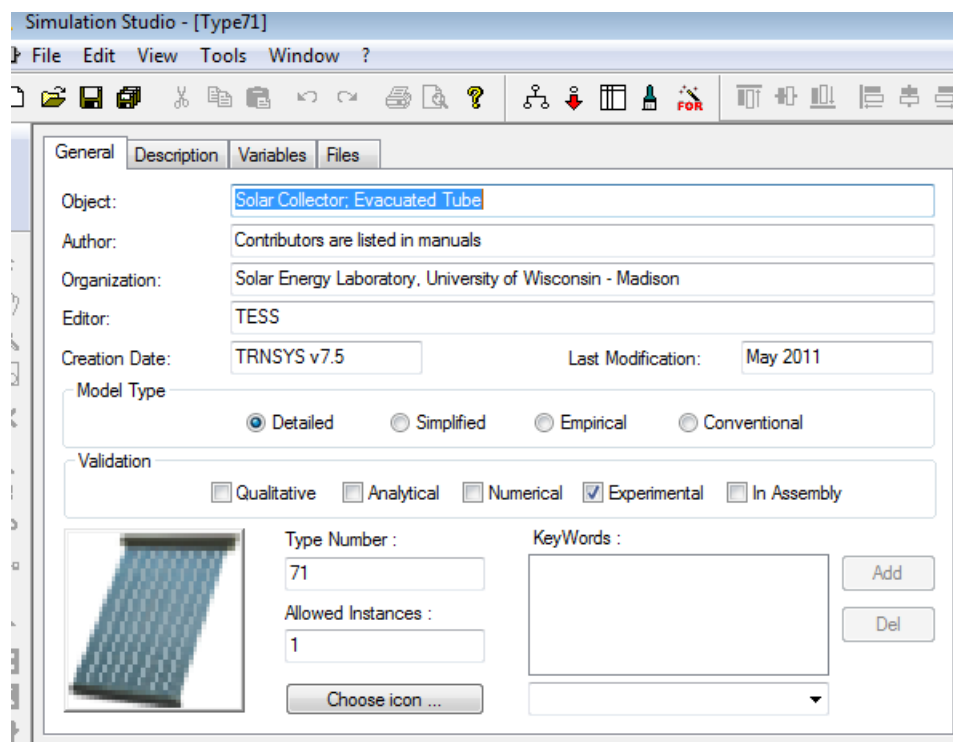 Simulation Studio - [Type71]
File Edit View Tools Window ?
FOR
General Description Variables Files
Object: Solar Collector; Evacuated Tube
Author: Contributors are listed in manuals
Organization: Solar Energy Laboratory, University of Wisconsin - Madison
Editor: TESS
Creation Date: TRNSYS v7.5 Last Modification: May 2011
Model Type
Detailed Simplified Empirical Conventional
Validation
Qualitative Analytical Numerical Experimental In Assembly
Type Number : KeyWords :
71 Add
Allowed Instances : Del
1
Choose icon ...